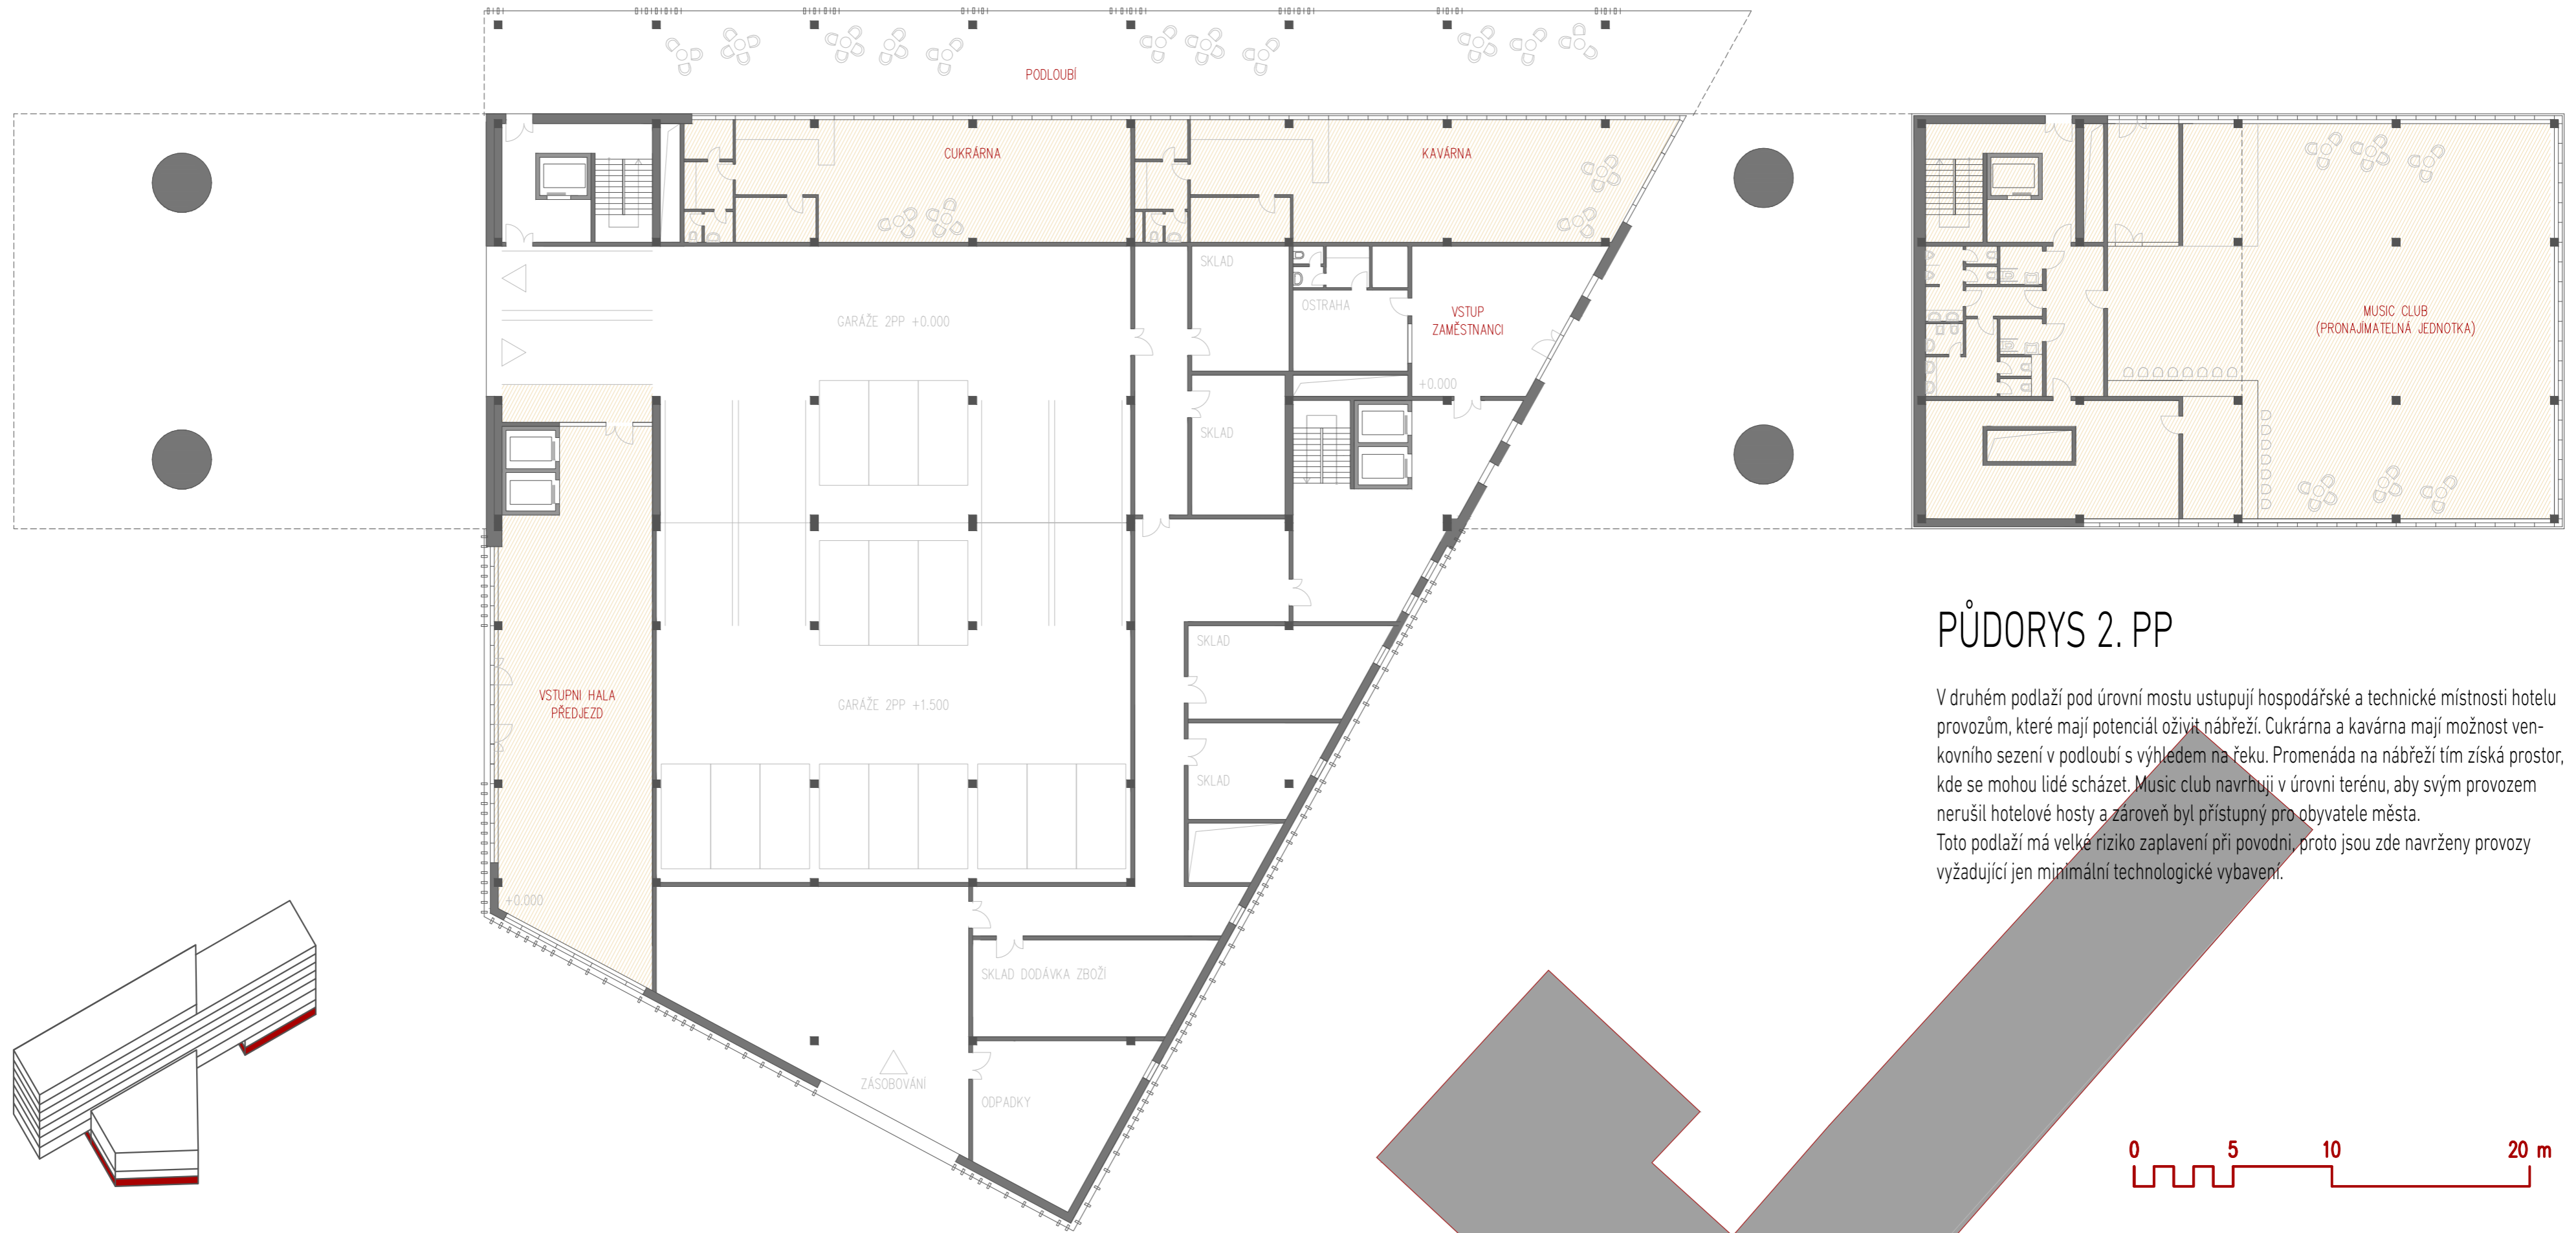 PODLOUBÍ
CUKRÁRNA
KAVÁRNA
SKLAD
OSTRAHA
VSTUP
ZAMĚSTNANCI
GARÁŽE 2PP +0.000
MUSIC CLUB
(PRONAJÍMATELNÁ JEDNOTKA)
+0.000
SKLAD
SKLAD
VSTUPNI HALA
PŘEDJEZD
GARÁŽE 2PP +1.500
SKLAD
+0.000
SKLAD DODÁVKA ZBOŽÍ
ZÁSOBOVÁNÍ
ODPADKY
PŮDORYS 2. PP
V druhém podlaží pod úrovní mostu ustupují hospodářské a technické místnosti hotelu
provozům, které mají potenciál oživit nábřeží. Cukrárna a kavárna mají možnost ven-
kovního sezení v podloubí s výhledem na řeku. Promenáda na nábřeží tím získá prostor,
kde se mohou lidé scházet. Music club navrhuji v úrovni terénu, aby svým provozem
nerušil hotelové hosty a zároveň byl přístupný pro obyvatele města.
Toto podlaží má velké riziko zaplavení při povodni, proto jsou zde navrženy provozy
vyžadující jen minimální technologické vybavení.
0 5 10 20 m